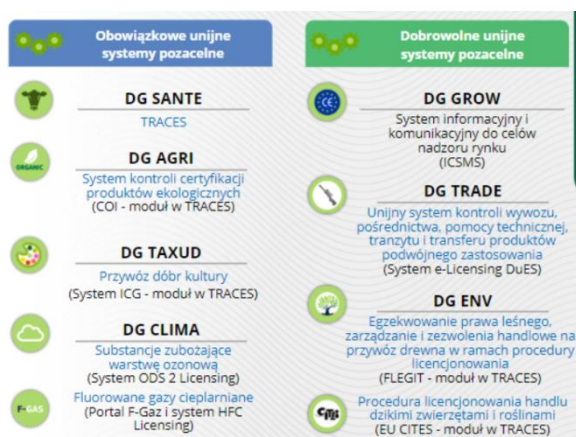 Obowiązkowe unijne
systemy pozacelne
DG SANTE
TRACES
ORGANIC
DG AGRI
System kontroli certyfikacji
produktów ekologicznych
(COI - moduł w TRACES)
DG TAXUD
Przywóz dóbr kultury
(System ICG - moduł w TRACES)
DG CLIMA
Substancje zubożające
warstwę ozonową
(System ODS 2 Licensing)
F-GAS
Fluorowane gazy cieplarniane
(Portal F-Gaz i system HFC
Licensing)
Dobrowolne unijne
systemy pozacelne
CE
DG GROW
System informacyjny i
komunikacyjny do celów
nadzoru rynku
(ICSMS)
DG TRADE
Unijny system kontroli wywozu,
pośrednictwa, pomocy technicznej,
tranzytu i transferu produktów
podwójnego zastosowania
(System e-Licensing DuES)
DG ENV
Egzekwowanie prawa leśnego,
zarządzanie i zezwolenia handlowe na
przywóz drewna w ramach procedury
licencjonowania
(FLEGIT - moduł w TRACES)
CITES
Procedura licencjonowania handlu
dzikimi zwierzętami i roślinami
(EU CITES - moduł w TRACES)